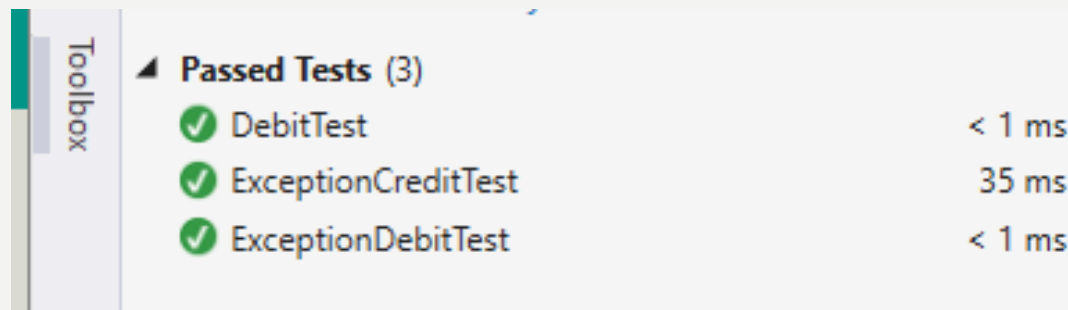 Toolbox
Passed Tests (3)
DebitTest < 1 ms
ExceptionCreditTest 35 ms
ExceptionDebitTest < 1 ms